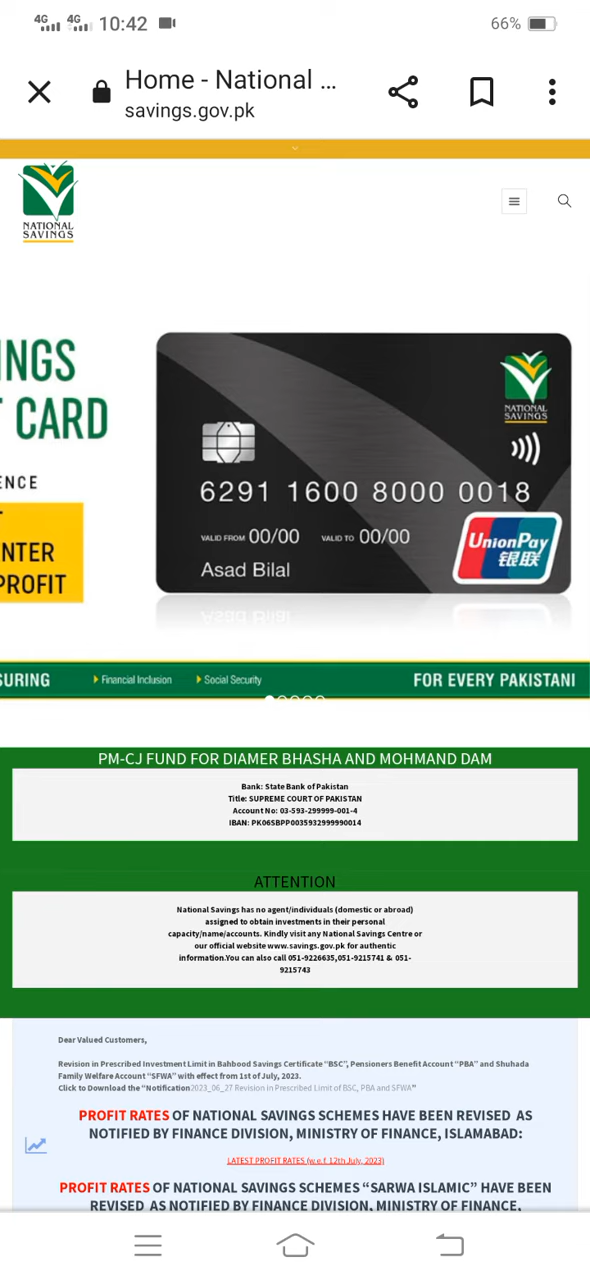 4G 4G 10:42 66%
Home - National ...
savings.gov.pk
NATIONAL
SAVINGS
INGS
T CARD
ENCE
NTER
PROFIT
NATIONAL
SAVINGS
6291 1600 8000 0018
VALID FROM 00/00 VALID TO 00/00
UnionPay
银联
Asad Bilal
SURING Financial Inclusion Social Security FOR EVERY PAKISTANI
PM-CJ FUND FOR DIAMER BHASHA AND MOHMAND DAM
Bank: State Bank of Pakistan
Title: SUPREME COURT OF PAKISTAN
Account No: 03-593-299999-001-4
IBAN: PK06SBPP0035932999990014
ATTENTION
National Savings has no agent/individuals (domestic or abroad)
assigned to obtain investments in their personal
capacity/name/accounts. Kindly visit any National Savings Centre or
our official website www.savings.gov.pk for authentic
information.You can also call 051-9226635,051-9215741 & 051-
9215743
Dear Valued Customers,
Revision in Prescribed Investment Limit in Bahbood Savings Certificate "BSC", Pensioners Benefit Account "PBA" and Shuhada
Family Welfare Account "SFWA" with effect from 1st of July, 2023.
Click to Download the "Notification2023_06_27 Revision in Prescribed Limit of BSC, PBA and SFWA"
PROFIT RATES OF NATIONAL SAVINGS SCHEMES HAVE BEEN REVISED AS
NOTIFIED BY FINANCE DIVISION, MINISTRY OF FINANCE, ISLAMABAD:
LATEST PROFIT RATES (w.e.f. 12th July, 2023)
PROFIT RATES OF NATIONAL SAVINGS SCHEMES "SARWA ISLAMIC" HAVE BEEN
REVISED AS NOTIFIED BY FINANCE DIVISION, MINISTRY OF FINANCE,